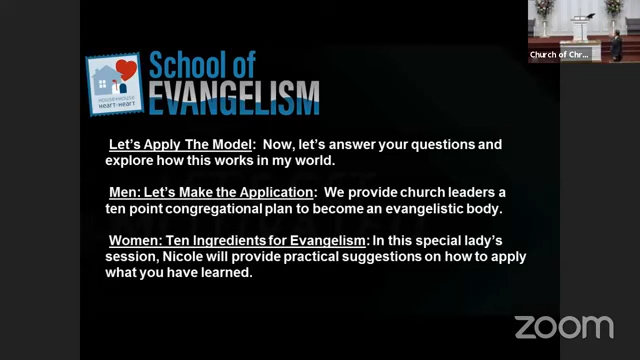 Church of Chr...
School of
EVANGELISM
HOUSE HEART
Let's Apply The Model: Now, let's answer your questions and
explore how this works in my world.
Men: Let's Make the Application: We provide church leaders a
ten point congregational plan to become an evangelistic body.
Women: Ten Ingredients for Evangelism: In this special lady's
session, Nicole will provide practical suggestions on how to apply
what you have learned.
zoom